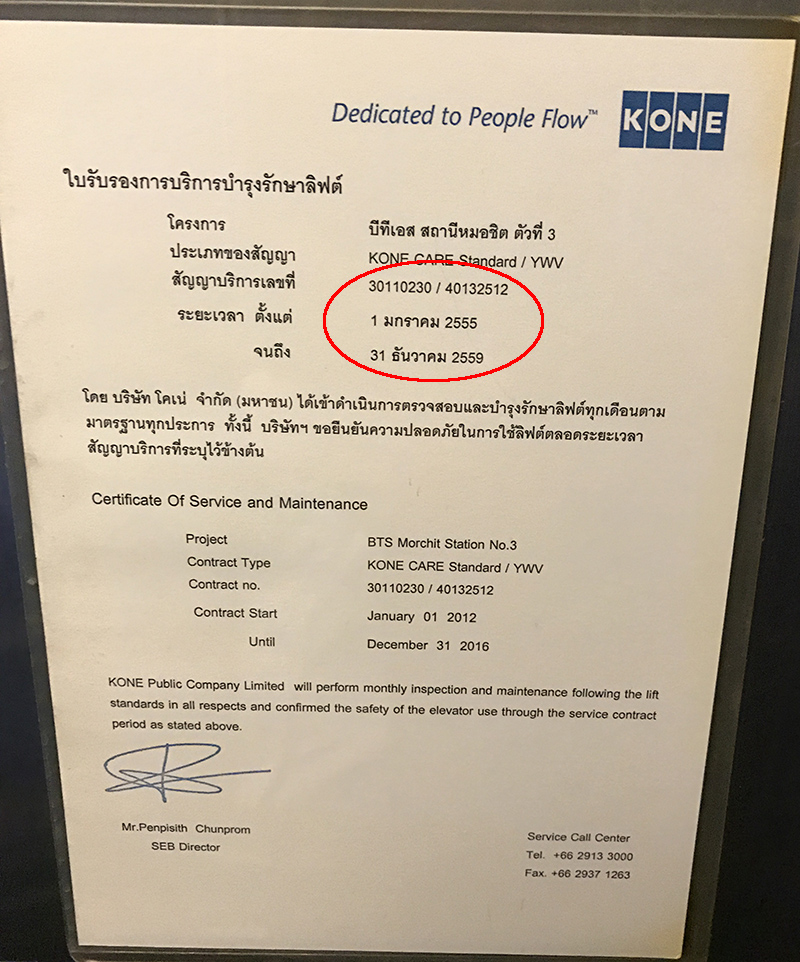 Dedicated to People Flow™ KONE
ใบรับรองการบริการบำรุงรักษาลิฟต์
โครงการ บีทีเอส สถานีหมอชิต ตัวที่ 3
ประเภทของสัญญา KONE CARE Standard / YWV
สัญญาบริการเลขที่ 30110230 / 40132512
ระยะเวลา ตั้งแต่ 1 มกราคม 2555
จนถึง 31 ธันวาคม 2559
โดย บริษัท โคเน่ จำกัด (มหาชน) ได้เข้าดำเนินการตรวจสอบและบำรุงรักษาลิฟต์ทุกเดือนตาม
มาตรฐานทุกประการ ทั้งนี้ บริษัทฯ ขอยืนยันความปลอดภัยในการใช้ลิฟต์ตลอดระยะเวลา
สัญญาบริการที่ระบุไว้ข้างต้น
Certificate Of Service and Maintenance
Project BTS Morchit Station No.3
Contract Type KONE CARE Standard / YWV
Contract no. 30110230 / 40132512
Contract Start January 01 2012
Until December 31 2016
KONE Public Company Limited will perform monthly inspection and maintenance following the lift
standards in all respects and confirmed the safety of the elevator use through the service contract
period as stated above.
Mr.Penpisith Chunprom
SEB Director
Service Call Center
Tel. +66 2913 3000
Fax. +66 2937 1263